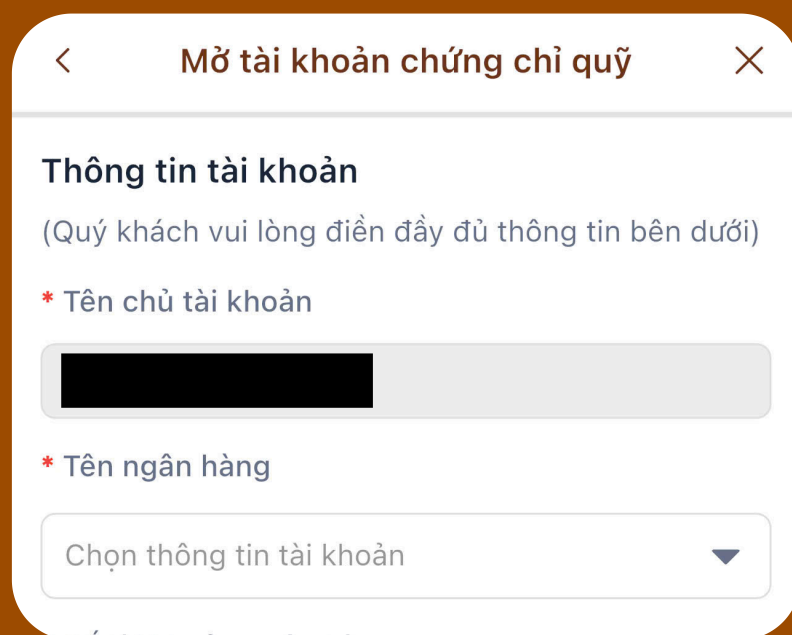 Mở tài khoản chứng chỉ quỹ
Thông tin tài khoản
(Quý khách vui lòng điền đầy đủ thông tin bên dưới)
* Tên chủ tài khoản
* Tên ngân hàng
Chọn thông tin tài khoản